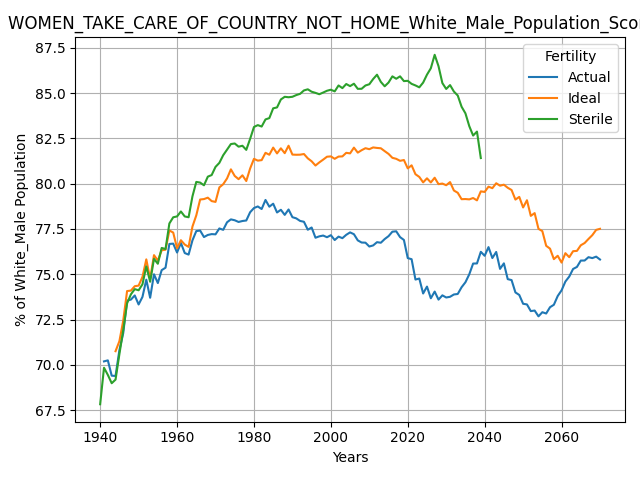 WOMEN_TAKE_CARE_OF_COUNTRY_NOT_HOME_White_Male_Population_Scor
% of White_Male Population
87.5
85.0
82.5
80.0
77.5
75.0
72.5
70.0
67.5
Fertility
Actual
Ideal
Sterile
1940 1960 1980 2000 2020 2040 2060
Years